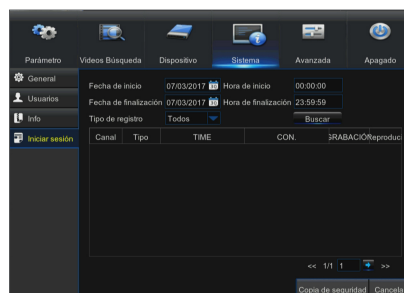 Parámetro Videos Búsqueda Dispositivo Sistema Avanzada Apagado
General
Usuarios
Info
Iniciar sesión
Fecha de inicio 07/03/2017 Hora de inicio 00:00:00
Fecha de finalización 07/03/2017 Hora de finalización 23:59:59
Tipo de registro Todos Buscar
Canal Tipo TIME CON. GRABACIÓN Reproduci
<< 1/1 1 >>
Copia de seguridad Cancela